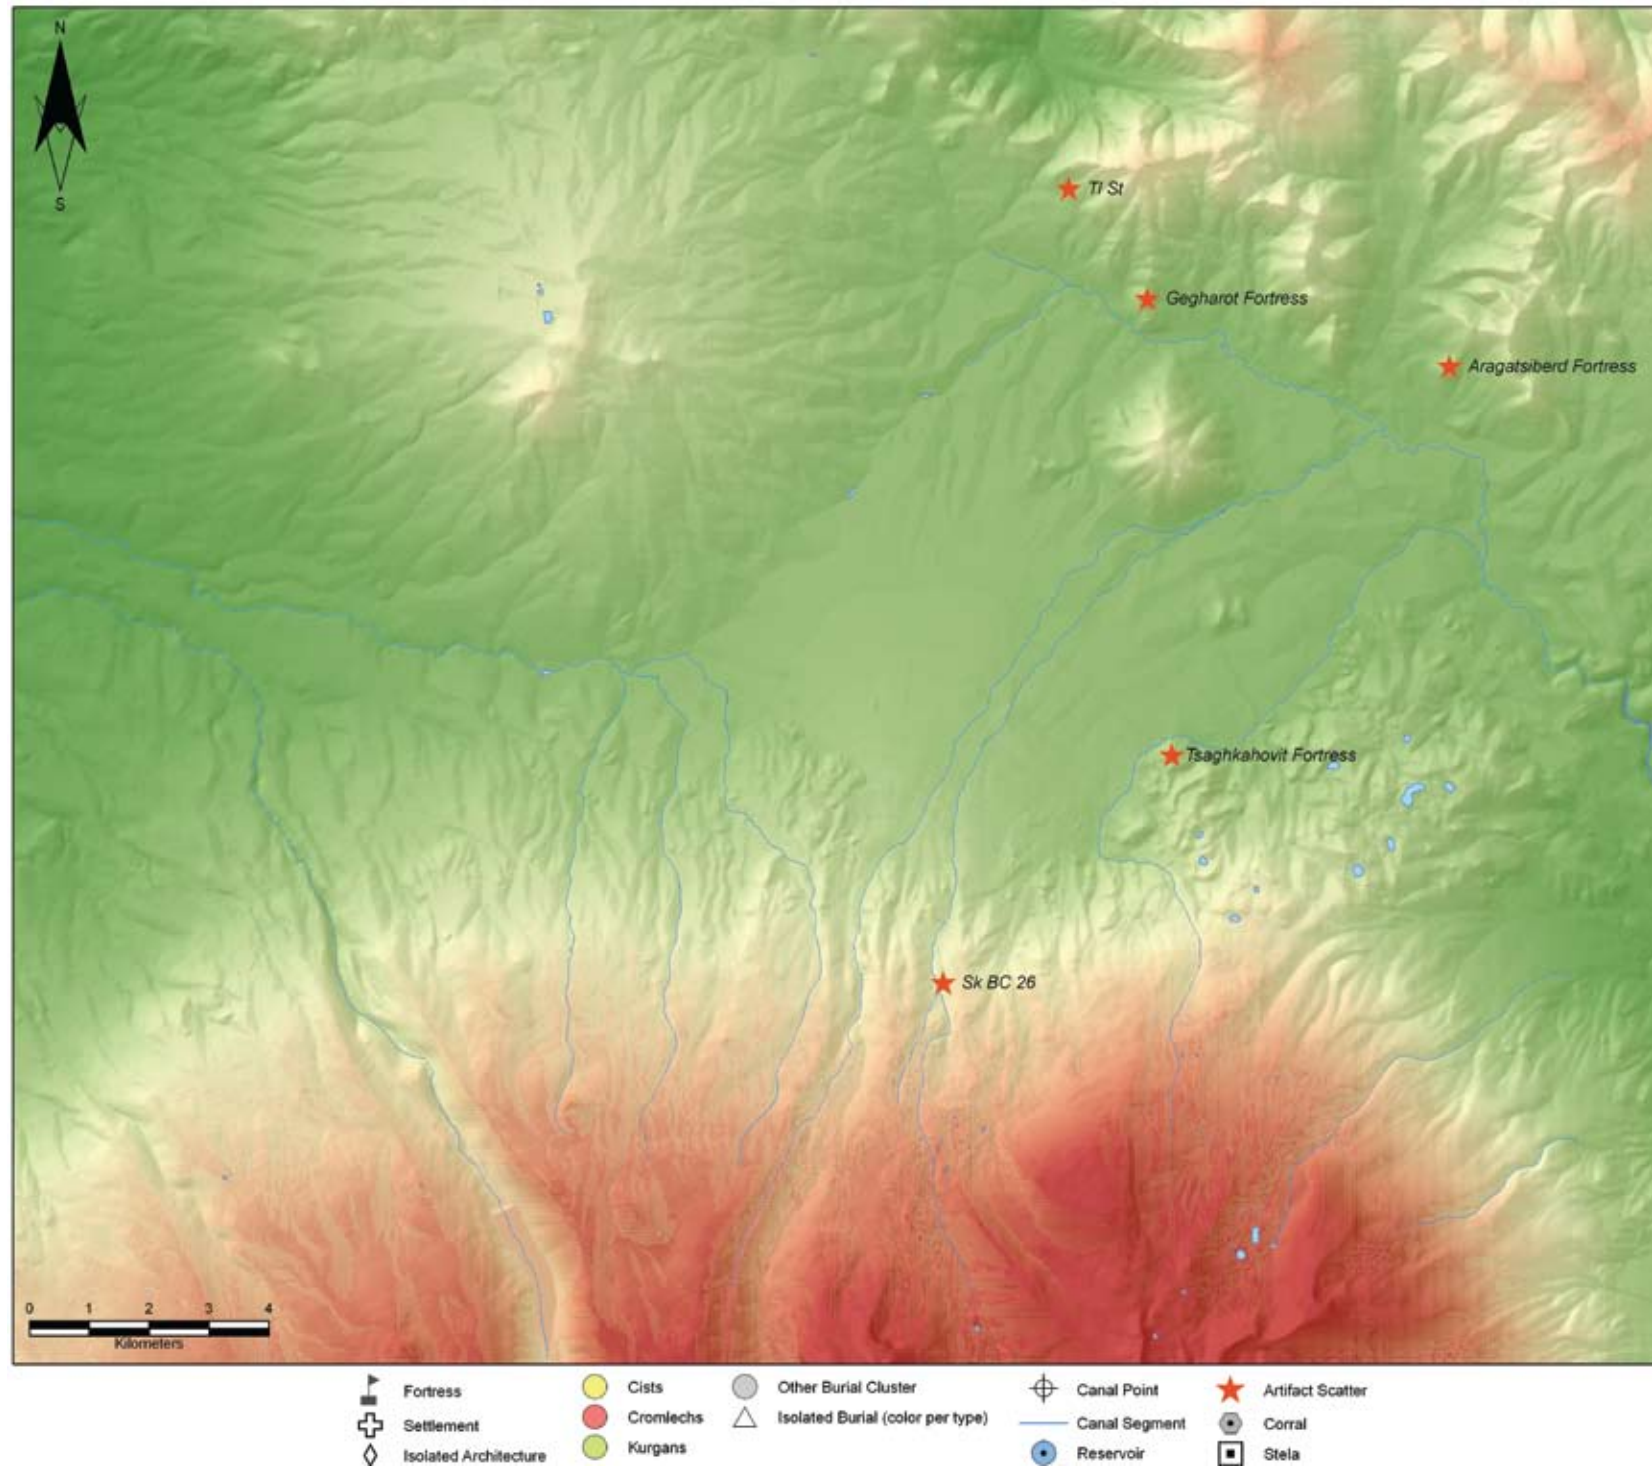 N
S
Tl St
Gegharot Fortress
Aragatsiberd Fortress
Tsaghkahovit Fortress
Sk BC 26
0 1 2 3 4
Kilometers
Fortress
Settlement
Isolated Architecture
Cists
Cromlechs
Kurgans
Other Burial Cluster
Isolated Burial (color per type)
Canal Point
Canal Segment
Reservoir
Artifact Scatter
Corral
Stela